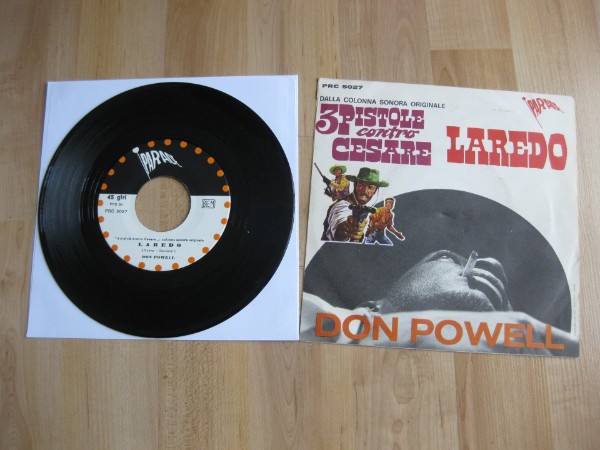 PARADE
45 giri
PRC 5027
LAREDO
DON POWELL
PRC 5027
DALLA COLONNA SONORA ORIGINALE
PARADE
3 PISTOLE
contro
CESARE
LAREDO
DON POWELL